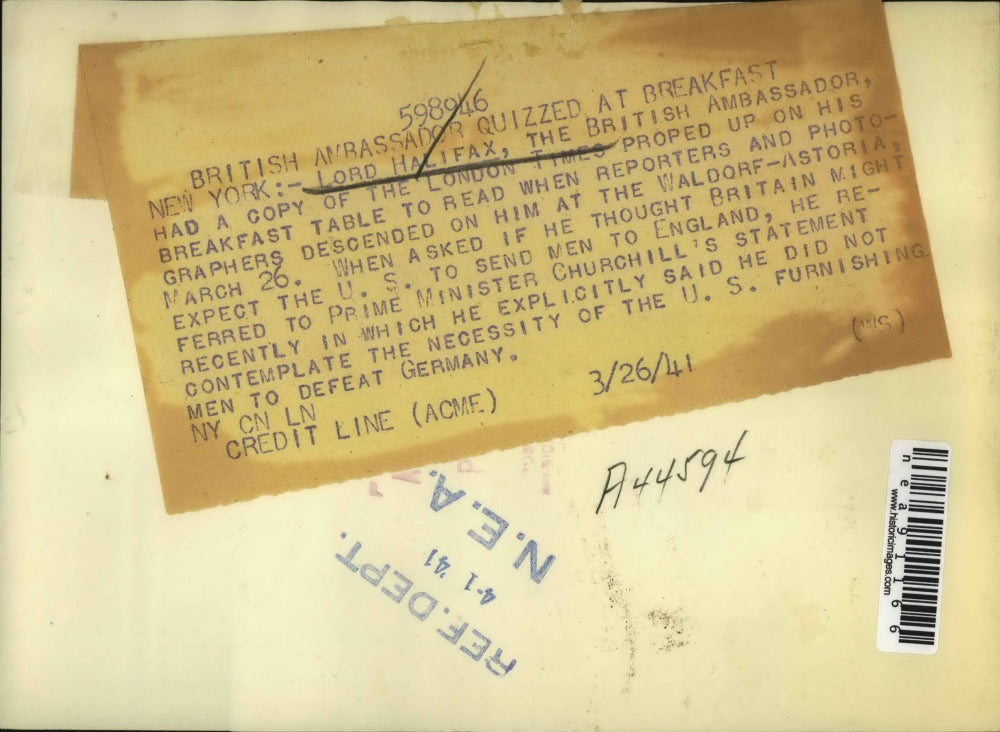 598946
BRITISH AMBASSADOR QUIZZED AT BREAKFAST
NEW YORK:- LORD HALIFAX, THE BRITISH AMBASSADOR,
HAD A COPY OF THE LONDON TIMES PROPED UP ON HIS
BREAKFAST TABLE TO READ WHEN REPORTERS AND PHOTO-
GRAPHERS DESCENDED ON HIM AT THE WALDORF-ASTORIA,
MARCH 26. WHEN ASKED IF HE THOUGHT BRITAIN MIGHT
EXPECT THE U. S. TO SEND MEN TO ENGLAND, HE RE-
FERRED TO PRIME MINISTER CHURCHILL'S STATEMENT
RECENTLY IN WHICH HE EXPLICITLY SAID HE DID NOT
CONTEMPLATE THE NECESSITY OF THE U. S. FURNISHING
MEN TO DEFEAT GERMANY.
NY CN LN
(WS)
CREDIT LINE (ACME)
3/26/41
A44594
REF. DEPT.
4-1 '41
N.E.A.
www.historicimages.com
nea91166